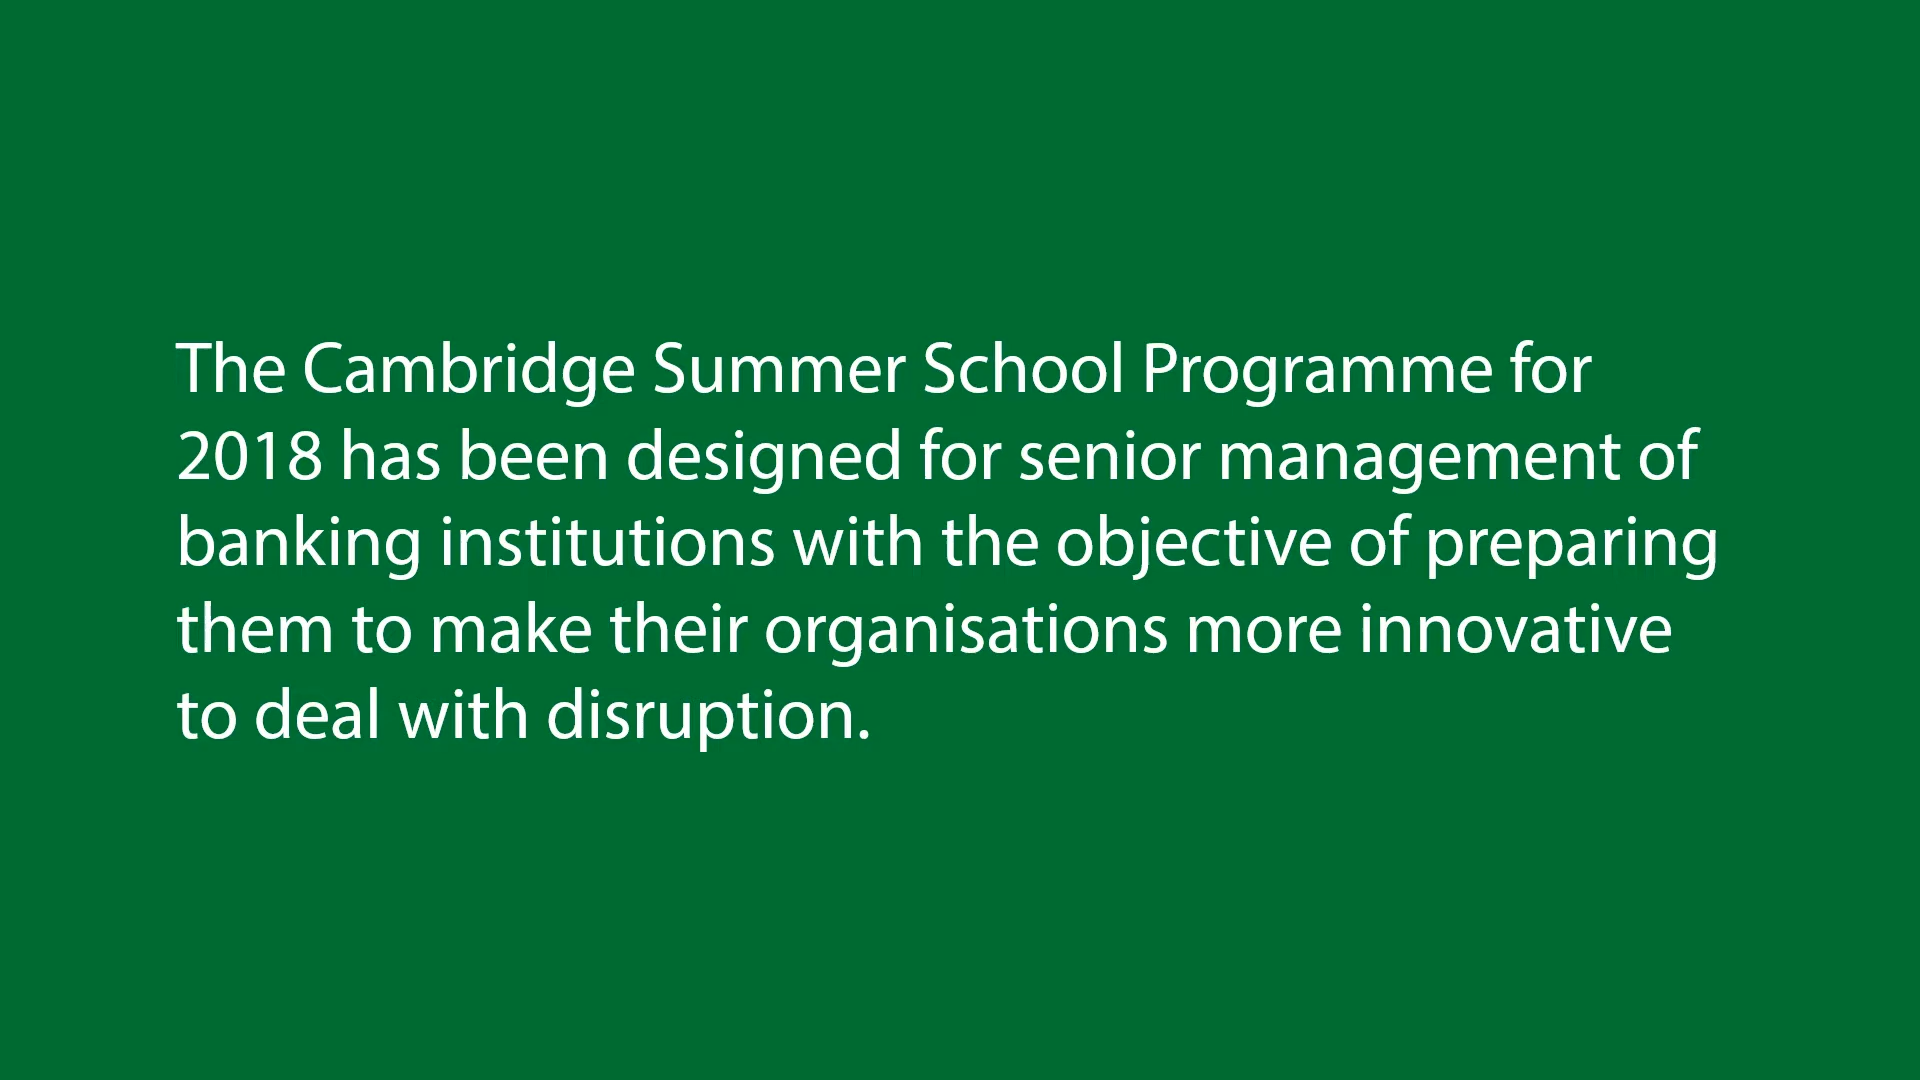 The Cambridge Summer School Programme for
2018 has been designed for senior management of
banking institutions with the objective of preparing
them to make their organisations more innovative
to deal with disruption.